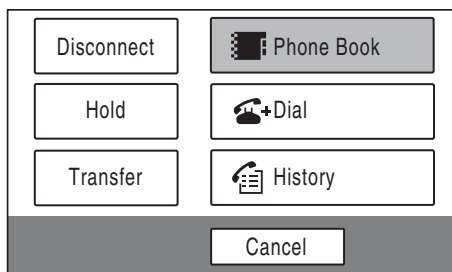 Disconnect
Phone Book
Hold
+Dial
Transfer
History
Cancel